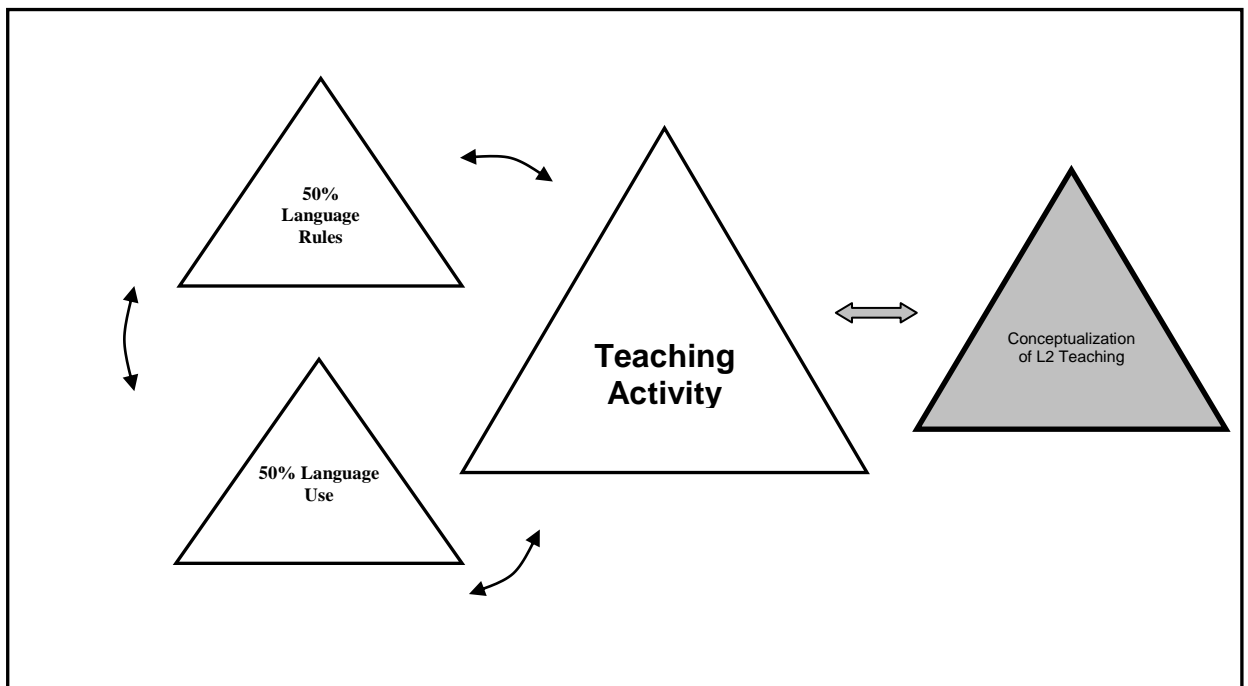 50%
Language
Rules
Teaching
Activity
Conceptualization
of L2 Teaching
50% Language
Use